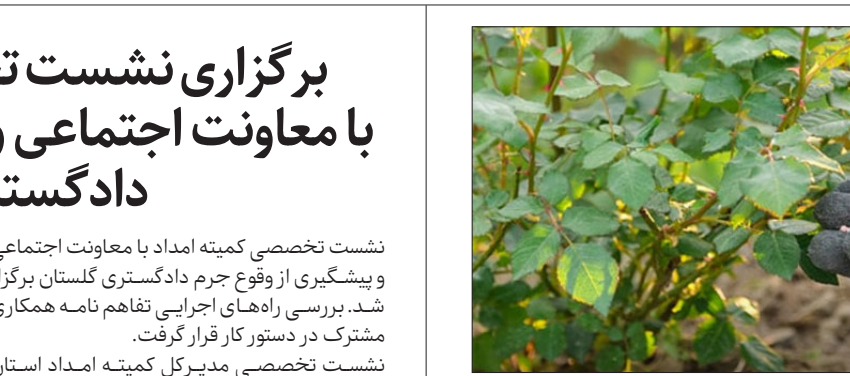 برگزاری نشست
با معاونت اجتماعی
نشست تخصصی کمیته امداد با معاونت اجتماعی
و پیشگیری از وقوع جرم دادگستری گلستان
شد. بررسی راه‌های اجرایی تفاهم نامه همکاری
مشترک در دستور کار قرار گرفت.
نشست تخصصی مدیرکل کمیته امداد استان